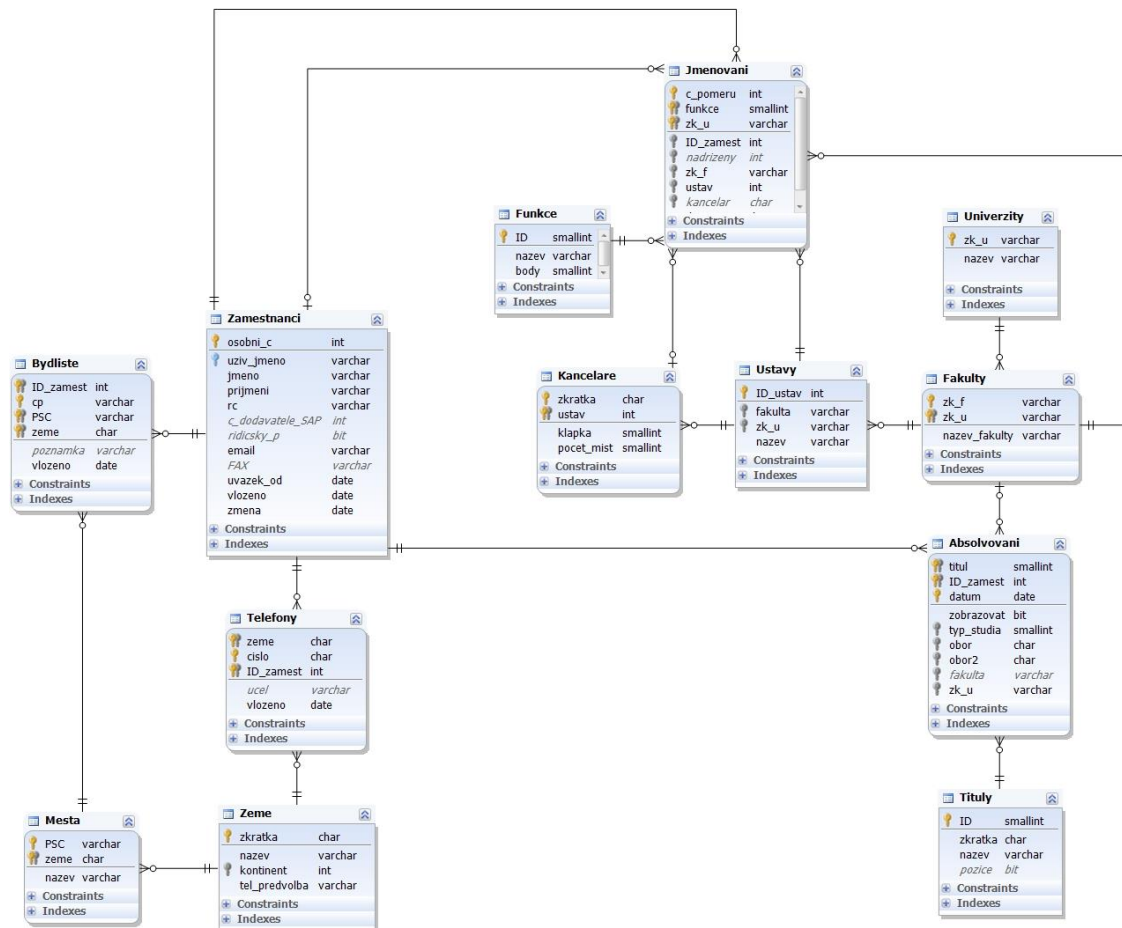 Jmenovani
c_pomeru int
funkce smallint
zk_u varchar
ID_zamest int
nadrizeny int
zk_f varchar
ustav int
kancelar char
Constraints
Indexes
Funkce
ID smallint
nazev varchar
body smallint
Constraints
Indexes
Univerzity
zk_u varchar
nazev varchar
Constraints
Indexes
Zamestnanci
osobni_c int
uziv_jmeno varchar
jmeno varchar
prijmeni varchar
rc varchar
c_dodavatele_SAP int
ridicsky_p bit
email varchar
FAX varchar
uvazek_od date
vlozeno date
zmena date
Constraints
Indexes
Bydliste
ID_zamest int
cp varchar
PSC varchar
zeme char
poznamka varchar
vlozeno date
Constraints
Indexes
Kancelare
zkratka char
ustav int
klapka smallint
pocet_mist smallint
Constraints
Indexes
Ustavy
ID_ustav int
fakulta varchar
zk_u varchar
nazev varchar
Constraints
Indexes
Fakulty
zk_f varchar
zk_u varchar
nazev_fakulty varchar
Constraints
Indexes
Absolvovani
titul smallint
ID_zamest int
datum date
zobrazovat bit
typ_studia smallint
obor char
obor2 char
fakulta varchar
zk_u varchar
Constraints
Indexes
Telefony
zeme char
cislo char
ID_zamest int
ucel varchar
vlozeno date
Constraints
Indexes
Mesta
PSC varchar
zeme char
nazev varchar
Constraints
Indexes
Zeme
zkratka char
nazev varchar
kontinent int
tel_predvolba varchar
Constraints
Indexes
Tituly
ID smallint
zkratka char
nazev varchar
pozice bit
Constraints
Indexes